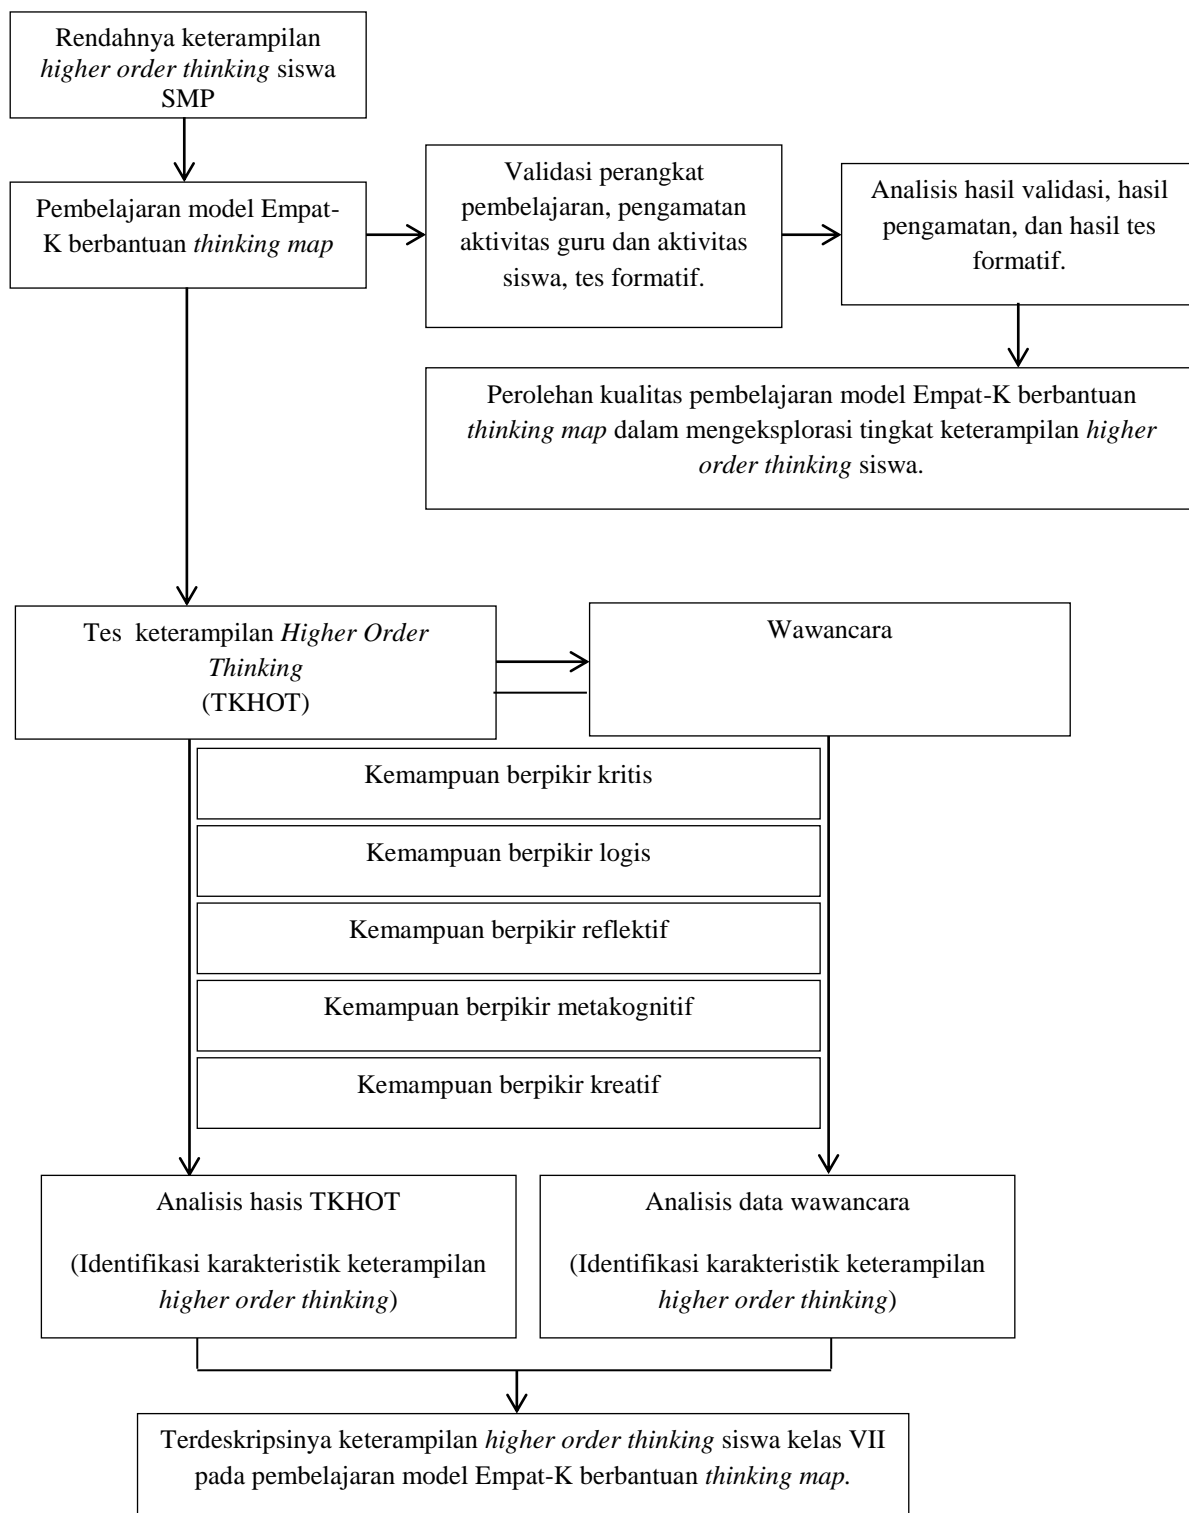 Rendahnya keterampilan
higher order thinking siswa
SMP
Pembelajaran model Empat-
K berbantuan thinking map
Validasi perangkat
pembelajaran, pengamatan
aktivitas guru dan aktivitas
siswa, tes formatif.
Analisis hasil validasi, hasil
pengamatan, dan hasil tes
formatif.
Perolehan kualitas pembelajaran model Empat-K berbantuan
thinking map dalam mengeksplorasi tingkat keterampilan higher
order thinking siswa.
Tes keterampilan Higher Order
Thinking
(TKHOT)
Wawancara
Kemampuan berpikir kritis
Kemampuan berpikir logis
Kemampuan berpikir reflektif
Kemampuan berpikir metakognitif
Kemampuan berpikir kreatif
Analisis hasis TKHOT
(Identifikasi karakteristik keterampilan
higher order thinking)
Analisis data wawancara
(Identifikasi karakteristik keterampilan
higher order thinking)
Terdeskripsinya keterampilan higher order thinking siswa kelas VII
pada pembelajaran model Empat-K berbantuan thinking map.